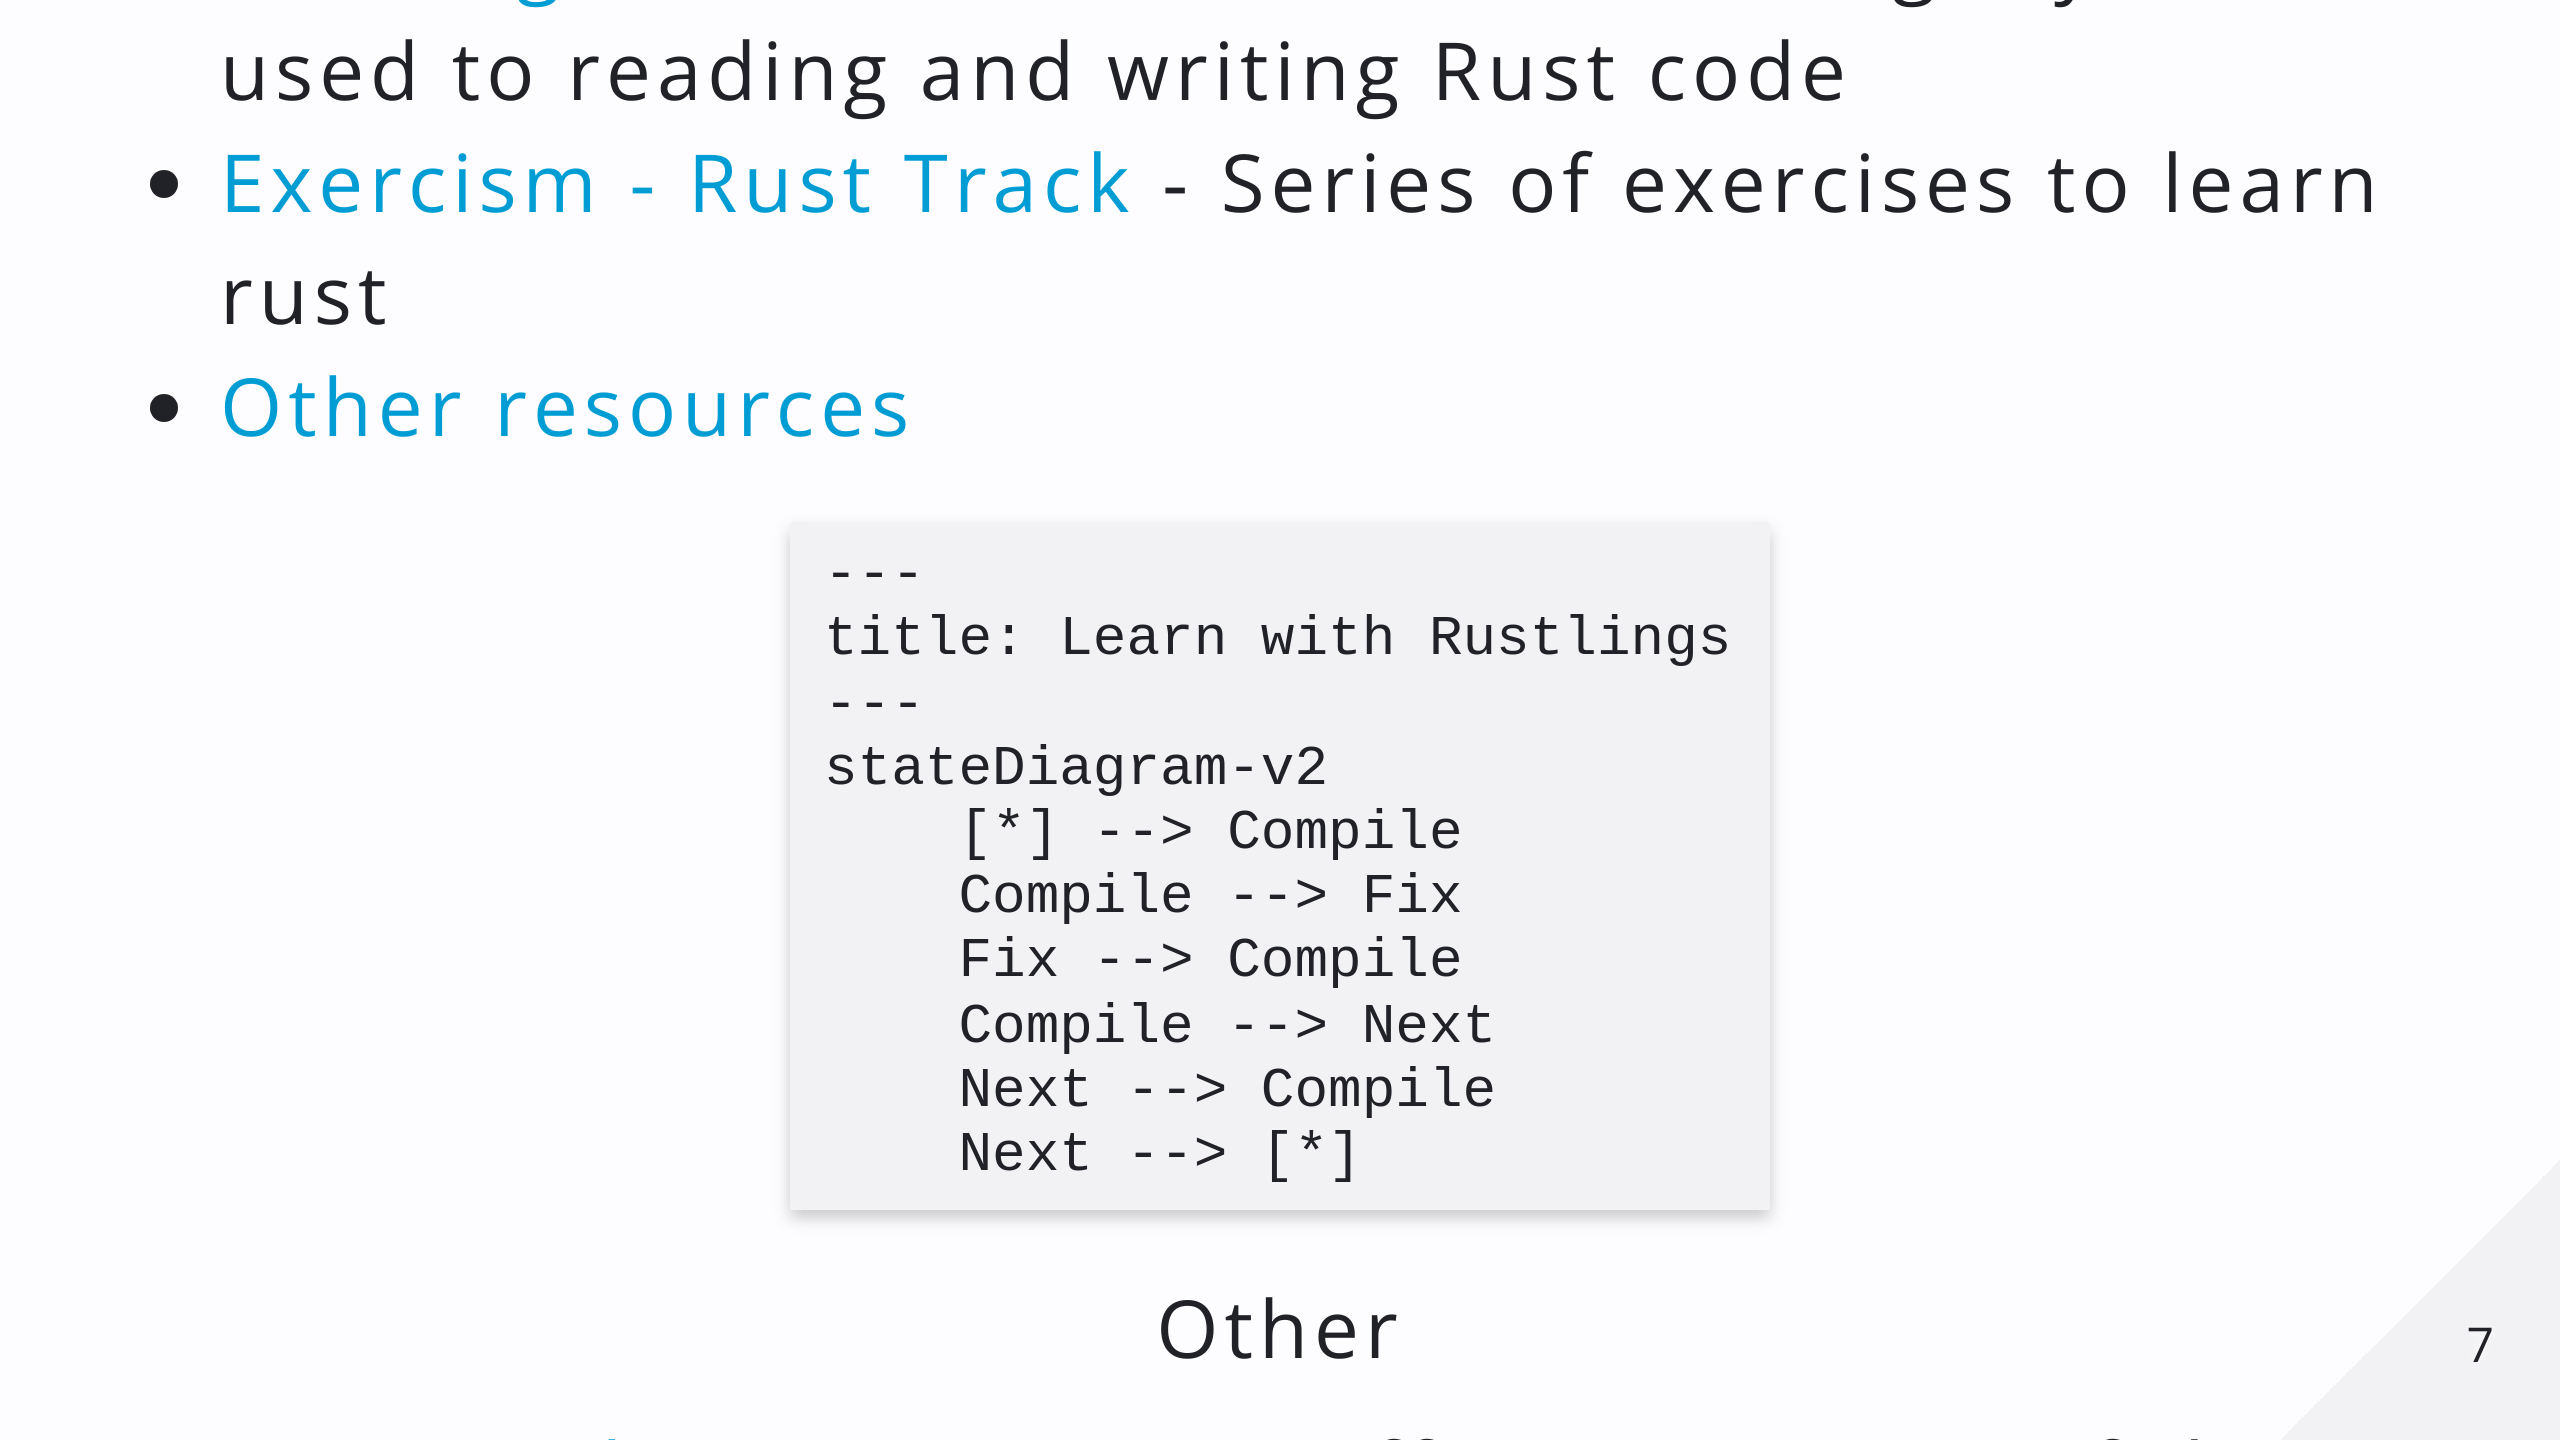 used to reading and writing Rust code
• Exercism - Rust Track - Series of exercises to learn
rust
• Other resources
---
title: Learn with Rustlings
---
stateDiagram-v2
    [*] --> Compile
    Compile --> Fix
    Fix --> Compile
    Compile --> Next
    Next --> Compile
    Next --> [*]
Other
7